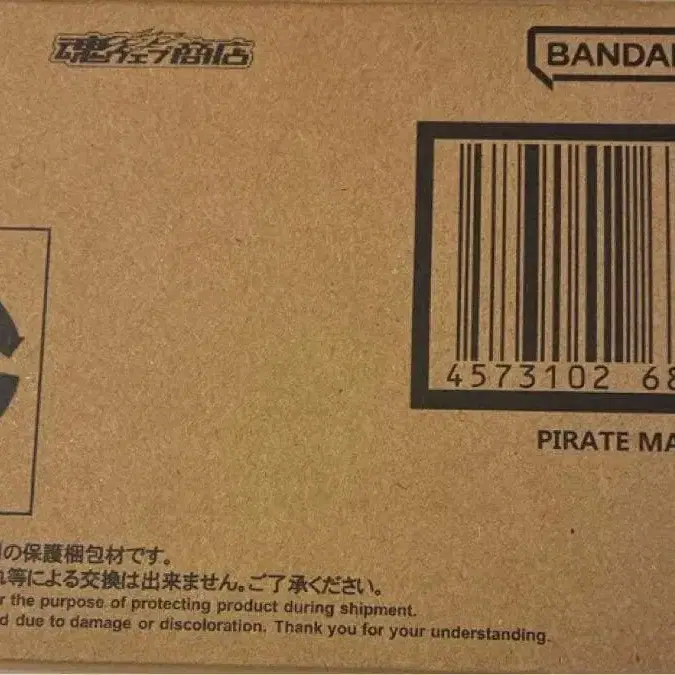 魂ウェブ商店
BANDAI
4573102 68
PIRATE MA
の保護梱包材です。
れ等による交換は出来ません。ご了承ください。
r the purpose of protecting product during shipment.
d due to damage or discoloration. Thank you for your understanding.